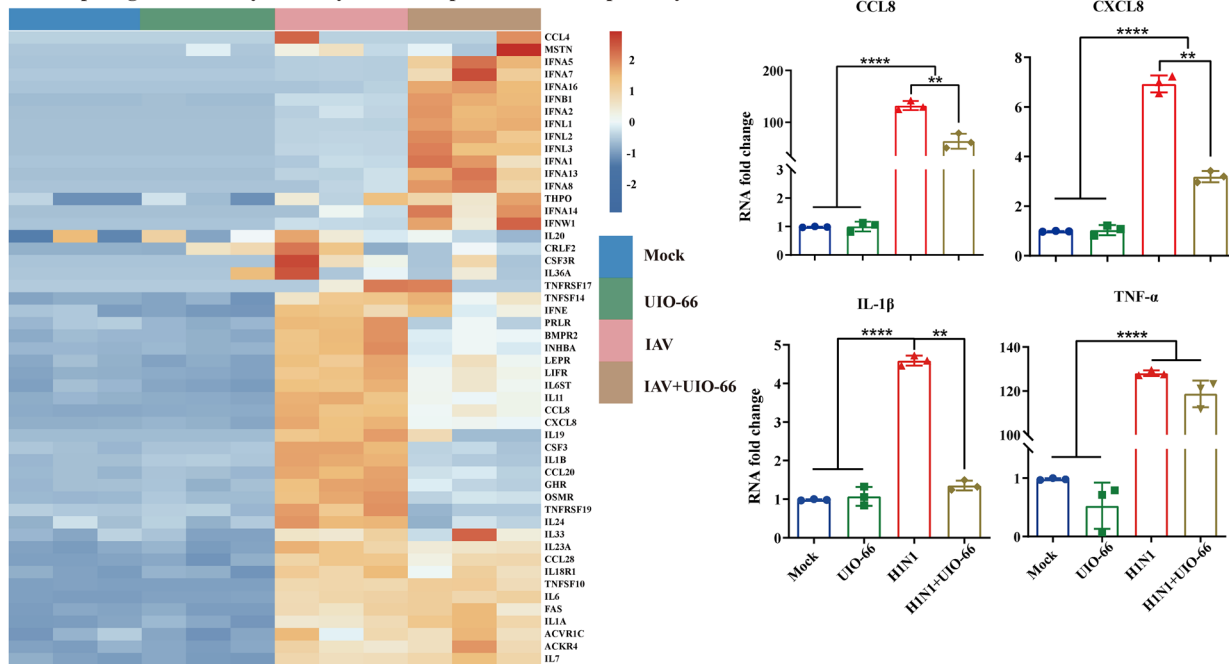 CCL4
MSTN
IFNA5
IFNA7
IFNA16
IFNB1
IFNA2
IFNL1
IFNL2
IFNL3
IFNA1
IFNA13
IFNA8
THPO
IFNA14
IFNW1
IL20
CRLF2
CSF3R
IL36A
TNFRSF17
TNFSF14
IFNE
PRLR
BMPR2
INHBA
LEPR
LIFR
IL6ST
IL11
CCL8
CXCL8
IL19
CSF3
IL1B
CCL20
GHR
OSMR
TNFRSF19
IL24
IL33
IL23A
CCL28
IL18R1
TNFSF10
IL6
FAS
IL1A
ACVR1C
ACKR4
IL7
2
1
0
-1
-2
Mock
UIO-66
IAV
IAV+UIO-66
CCL8
RNA fold change
200
100
3
2
1
0
****
**
CXCL8
8
6
4
2
0
****
**
IL-1β
RNA fold change
5
4
3
2
1
0
****
**
Mock
UIO-66
H1N1
H1N1+UIO-66
TNF-α
140
120
100
1
0
****
Mock
UIO-66
H1N1
H1N1+UIO-66